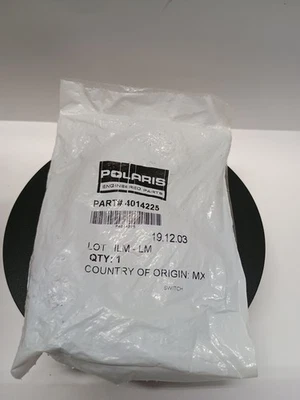 POLARIS
ENGINEERED PARTS
PART# 4014225
19.12.03
LOT ILM - LM
QTY: 1
COUNTRY OF ORIGIN: MX
SWITCH